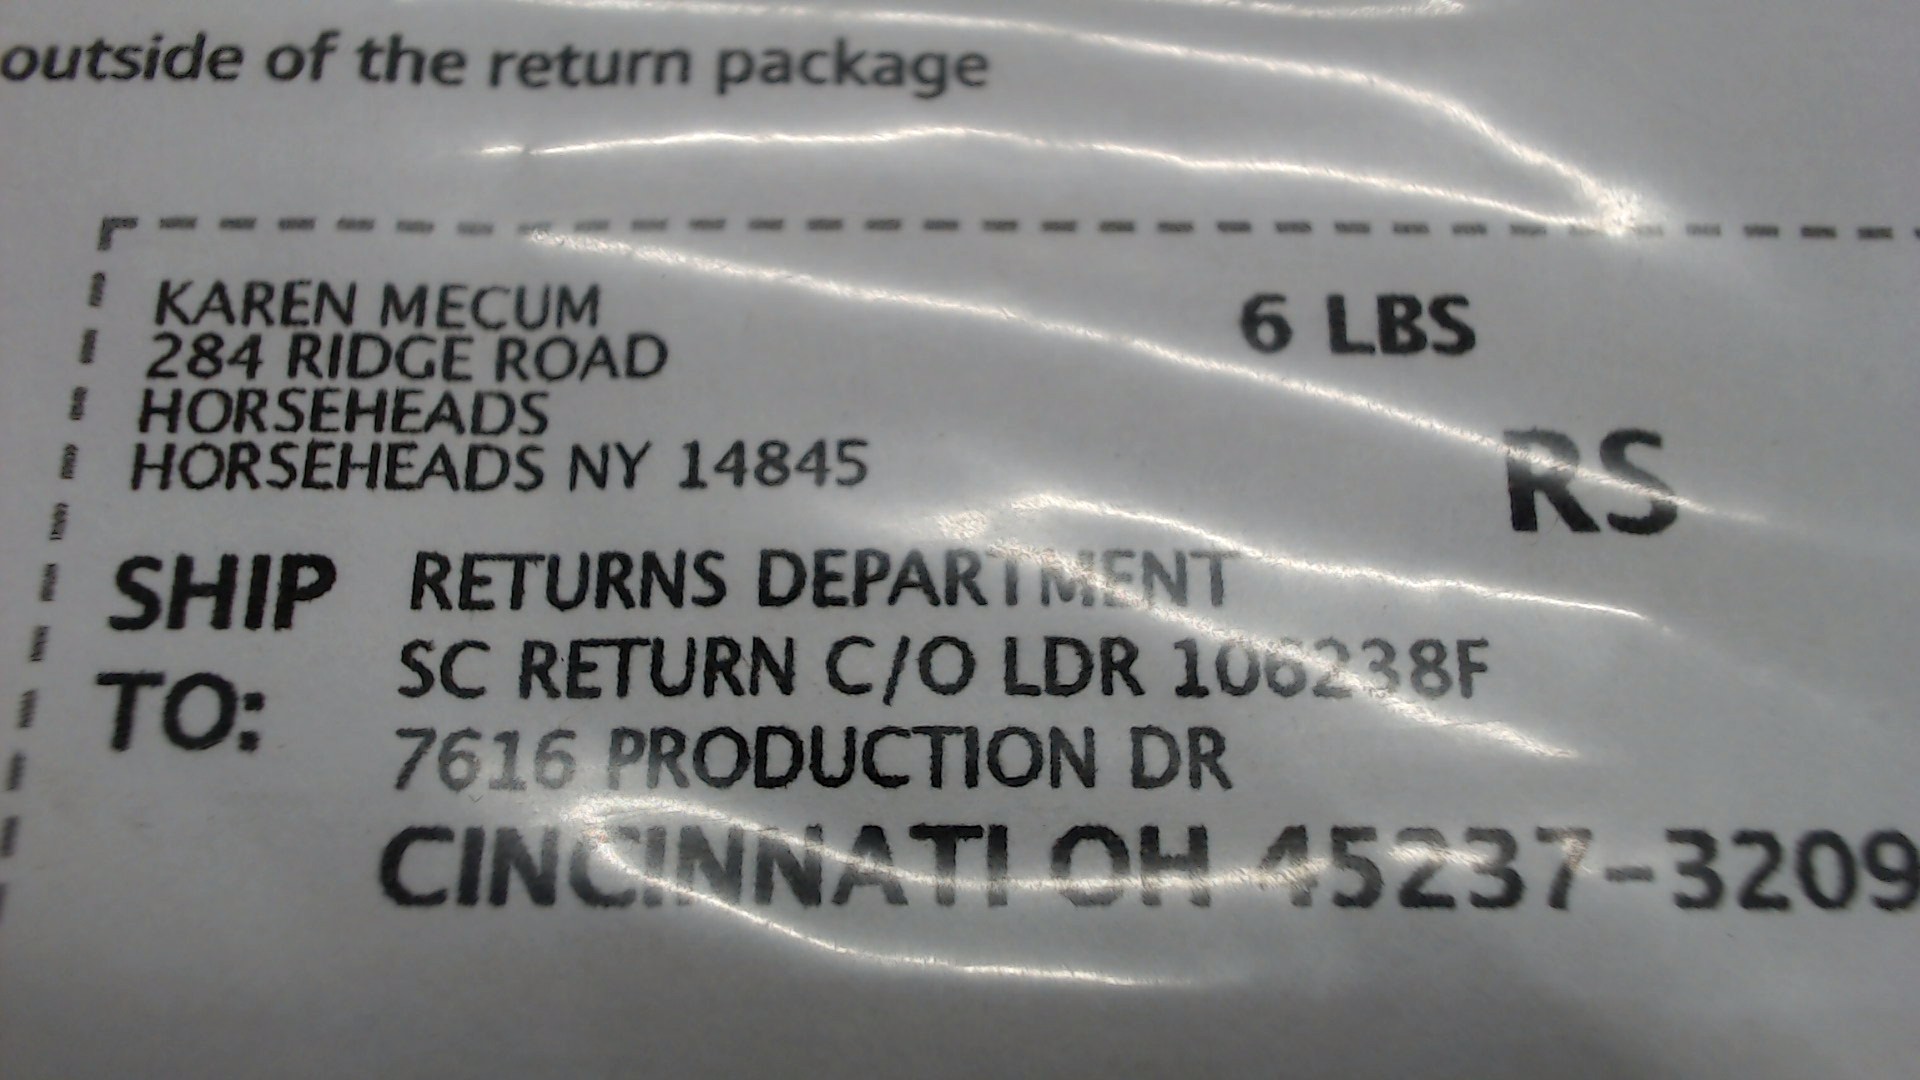 outside of the return package
KAREN MECUM
284 RIDGE ROAD
HORSEHEADS
HORSEHEADS NY 14845
6 LBS
RS
SHIP TO:
RETURNS DEPARTMENT
SC RETURN C/O LDR 106238F
7616 PRODUCTION DR
CINCINNATI OH 45237-3209